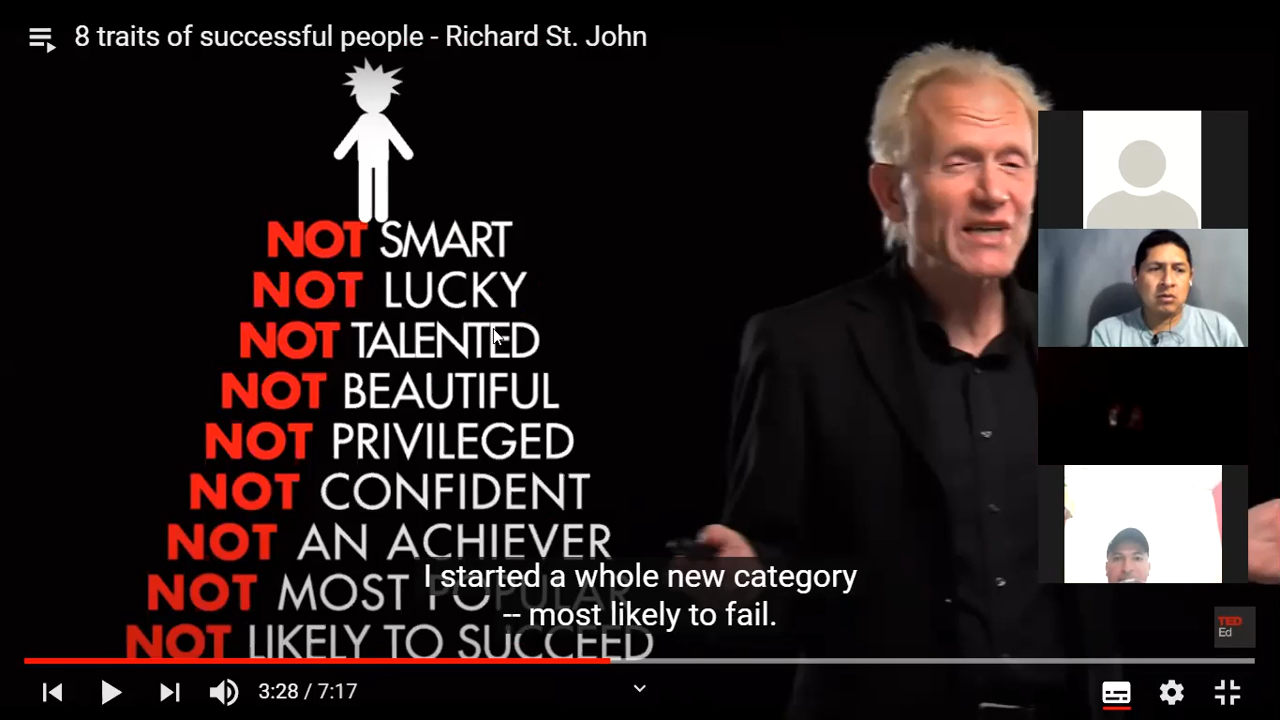 8 traits of successful people - Richard St. John
NOT SMART
NOT LUCKY
NOT TALENTED
NOT BEAUTIFUL
NOT PRIVILEGED
NOT CONFIDENT
NOT AN ACHIEVER
NOT MOST POPULAR
NOT LIKELY TO SUCCEED
I started a whole new category
-- most likely to fail.
TED
Ed
3:28 / 7:17